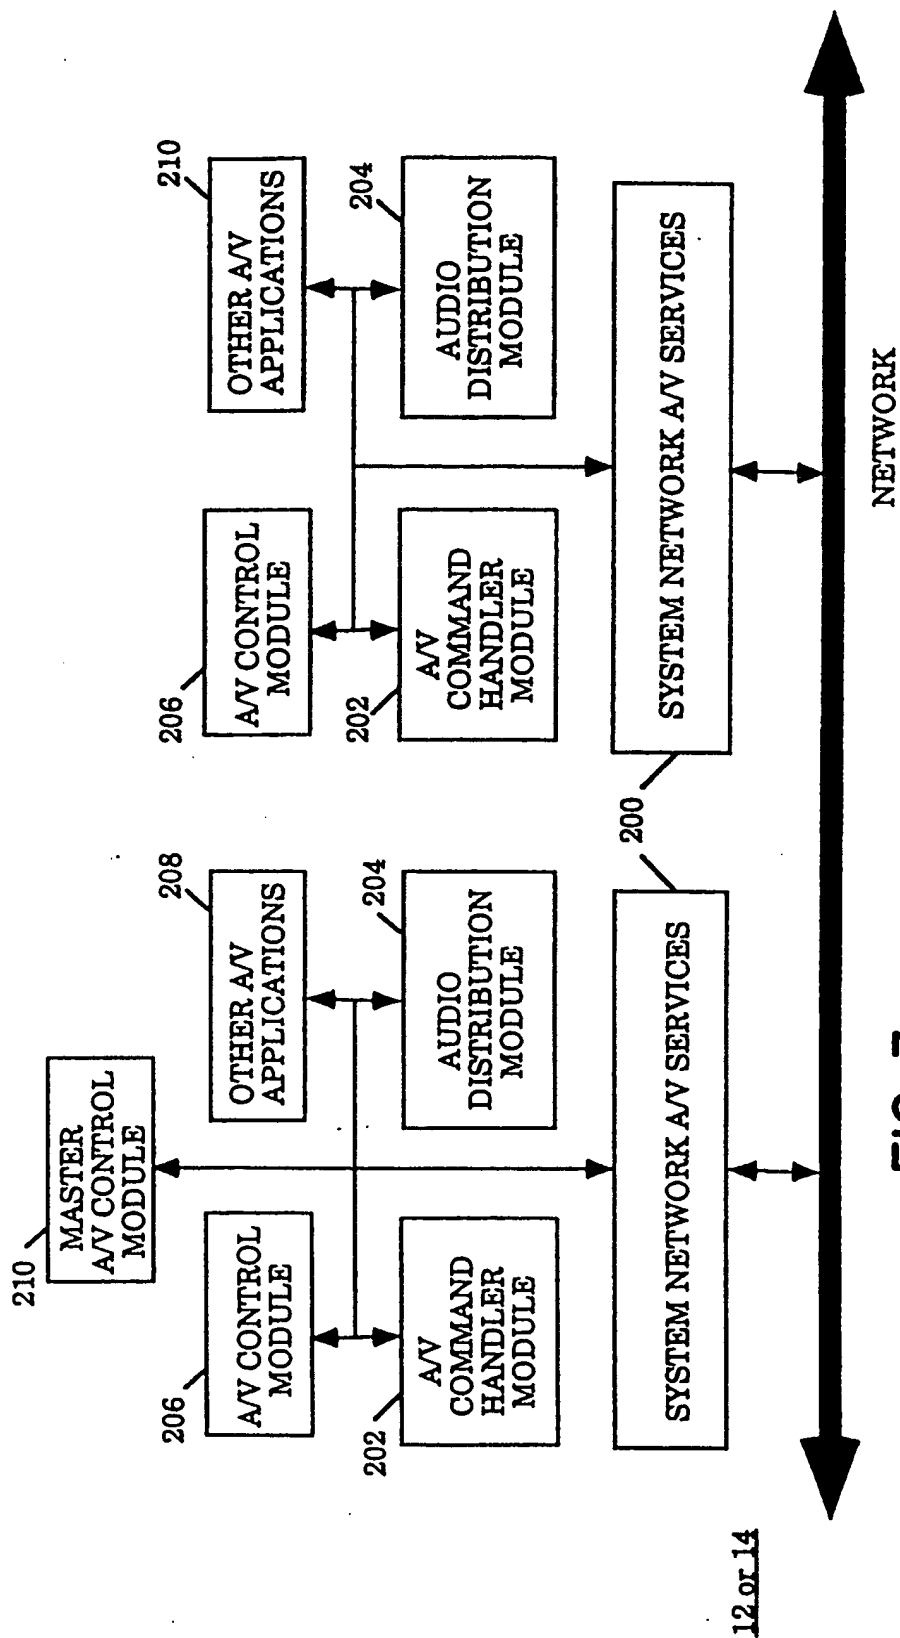 210
MASTER
A/V CONTROL
MODULE
206
A/V CONTROL
MODULE
208
OTHER A/V
APPLICATIONS
206
A/V CONTROL
MODULE
210
OTHER A/V
APPLICATIONS
202
A/V
COMMAND
HANDLER
MODULE
204
AUDIO
DISTRIBUTION
MODULE
202
A/V
COMMAND
HANDLER
MODULE
204
AUDIO
DISTRIBUTION
MODULE
SYSTEM NETWORK A/V SERVICES
200
SYSTEM NETWORK A/V SERVICES
12 or 14
NETWORK